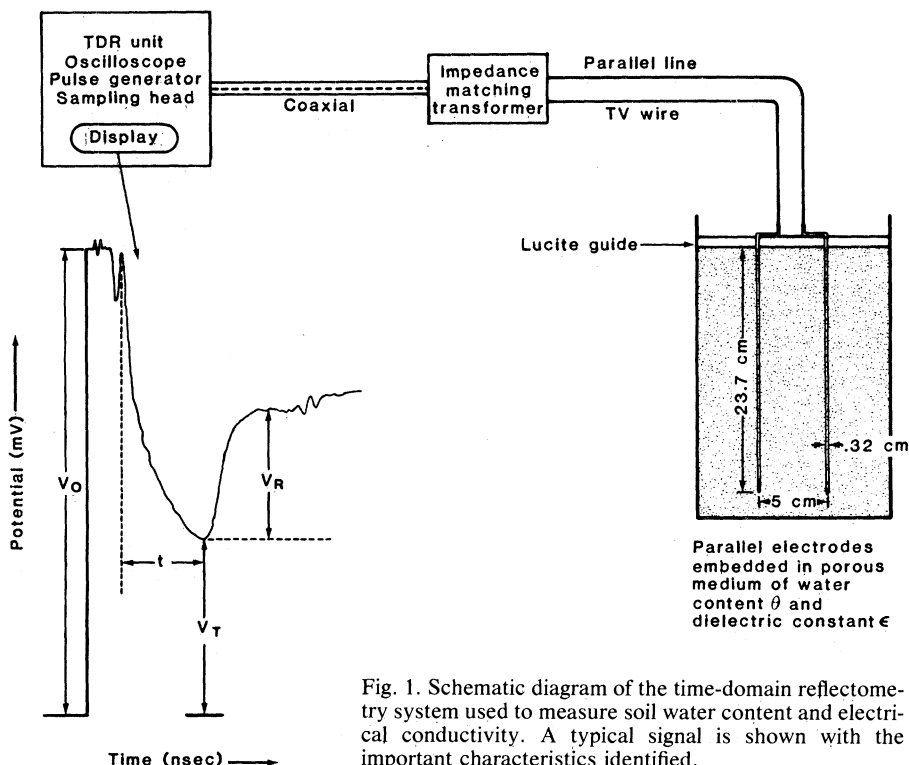 TDR unit
Oscilloscope
Pulse generator
Sampling head
Display
Coaxial
Impedance
matching
transformer
Parallel line
TV wire
Lucite guide
23.7 cm
.32 cm
5 cm
Parallel electrodes
embedded in porous
medium of water
content θ and
dielectric constant ϵ
Potential (mV)
V_O
V_R
t
V_T
Time (nsec)
Fig. 1. Schematic diagram of the time-domain reflectome-
try system used to measure soil water content and electri-
cal conductivity. A typical signal is shown with the
important characteristics identified.